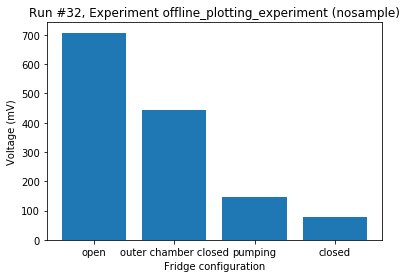 Run #32, Experiment offline_plotting_experiment (nosample)
Voltage (mV)
700
600
500
400
300
200
100
0
open
outer chamber closed
pumping
closed
Fridge configuration